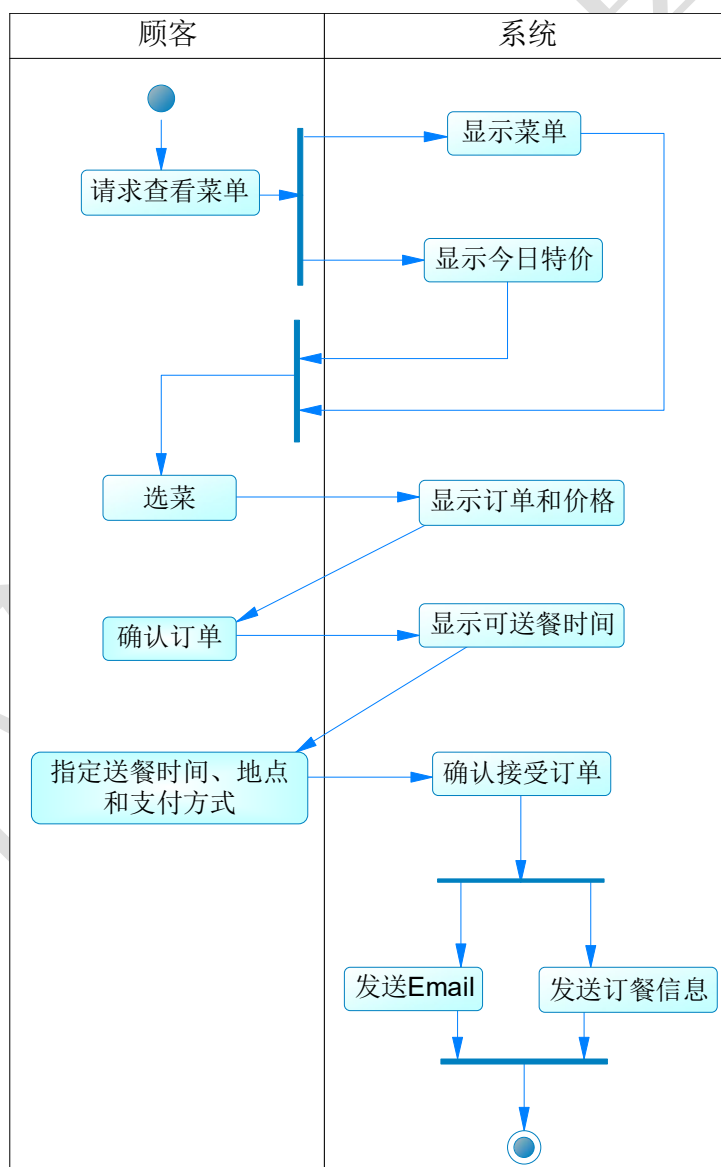 顾客
系统
显示菜单
请求查看菜单
显示今日特价
选菜
显示订单和价格
确认订单
显示可送餐时间
指定送餐时间、地点
和支付方式
确认接受订单
发送Email
发送订餐信息